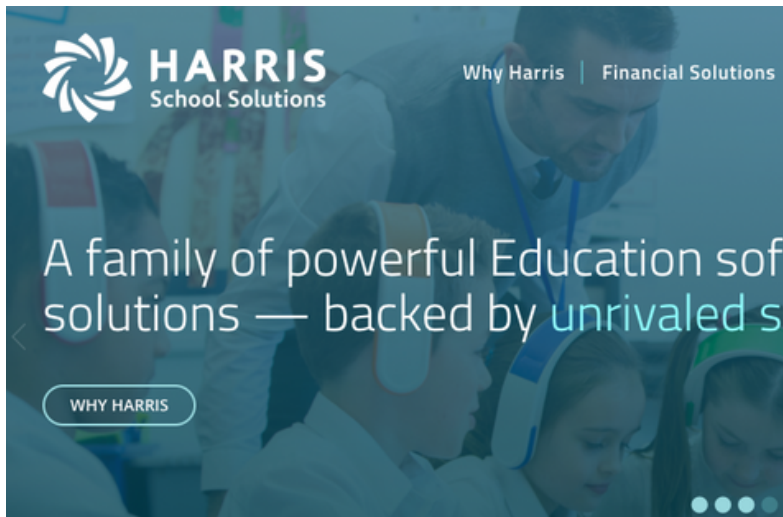 HARRIS
School Solutions
Why Harris | Financial Solutions
A family of powerful Education sof
solutions — backed by unrivaled s
WHY HARRIS